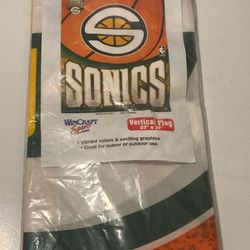 S
SONICS
WinCraft
Sports
Vertical Flag
27" x 37"
• Vibrant colors & exciting graphics
• Great for indoor or outdoor use